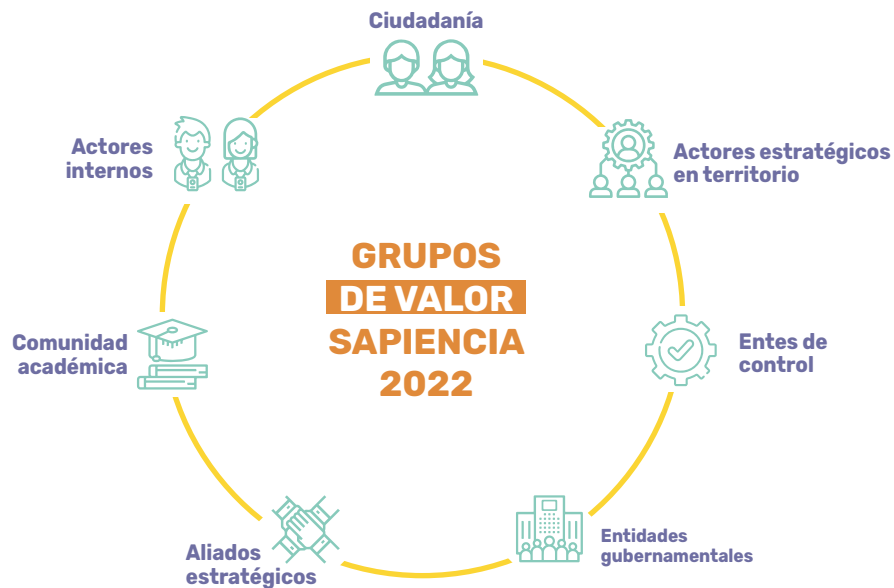 Ciudadanía
Actores estratégicos
en territorio
Entes de
control
Entidades
gubernamentales
Aliados
estratégicos
Comunidad
académica
Actores
internos
GRUPOS
DE VALOR
SAPIENCIA
2022